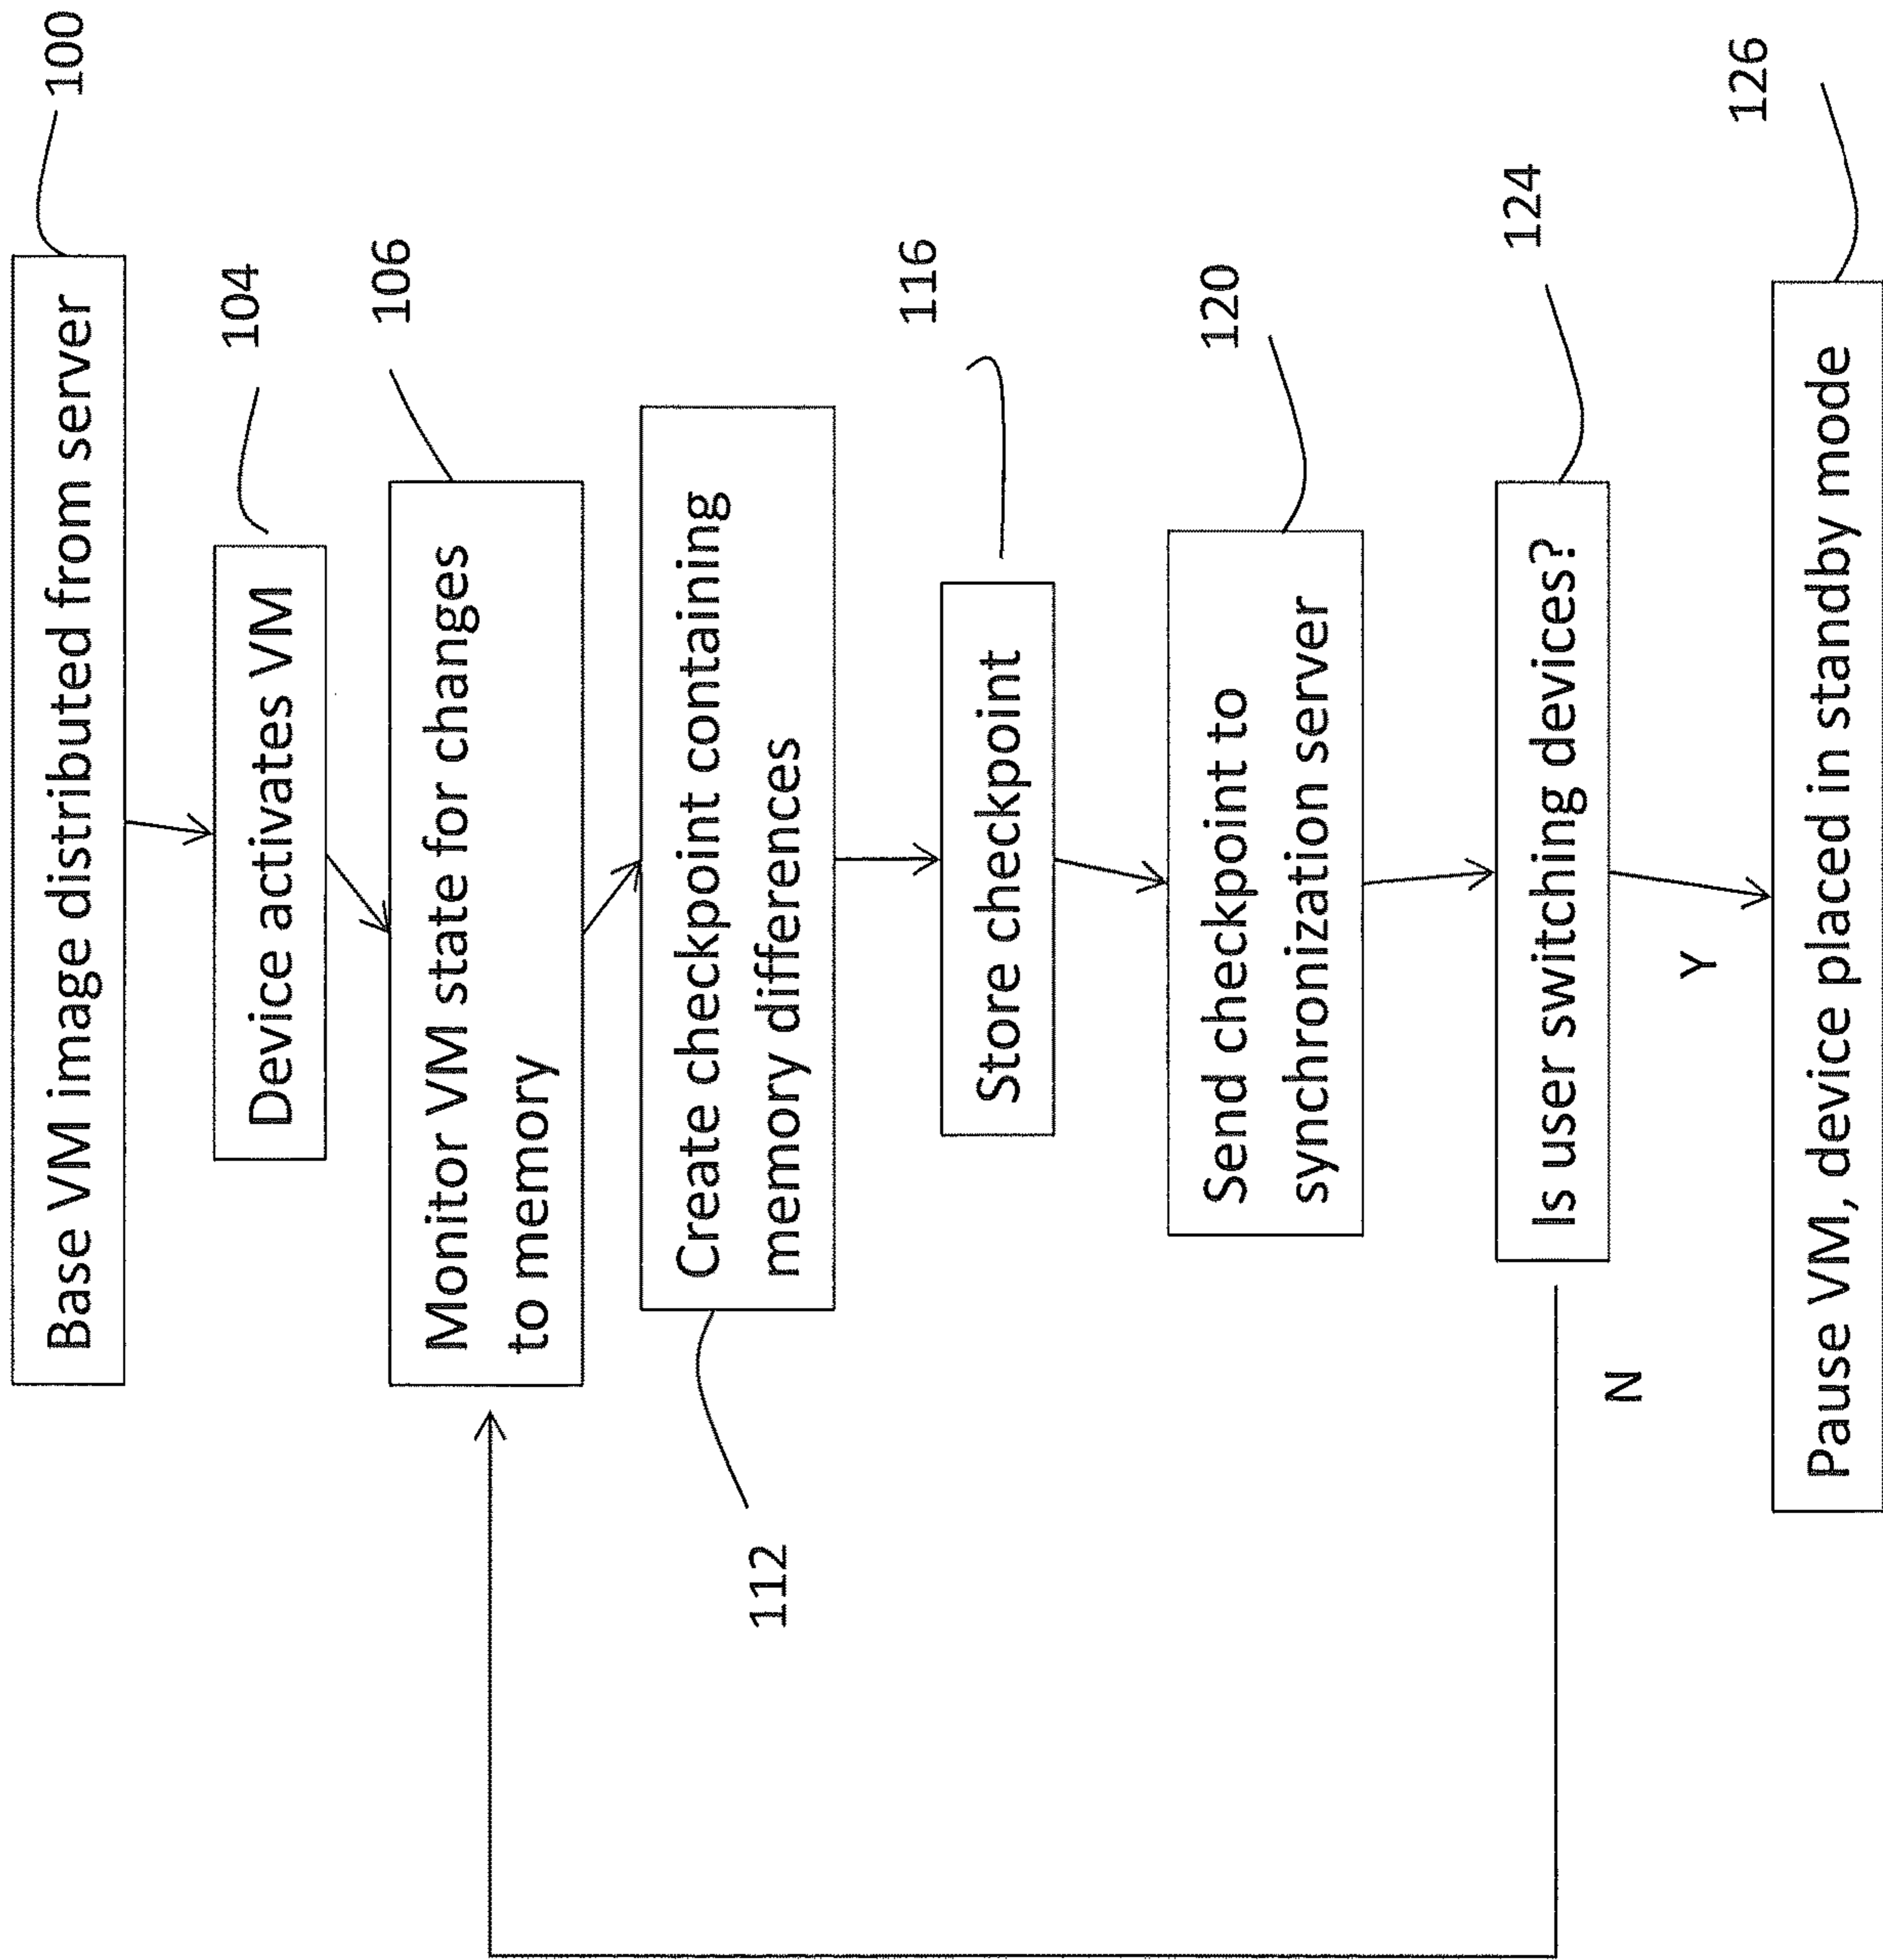 Base VM image distributed from server
100
Device activates VM
104
Monitor VM state for changes
to memory
106
Create checkpoint containing
memory differences
112
Store checkpoint
116
Send checkpoint to
synchronization server
120
Is user switching devices?
124
N
Y
Pause VM, device placed in standby mode
126